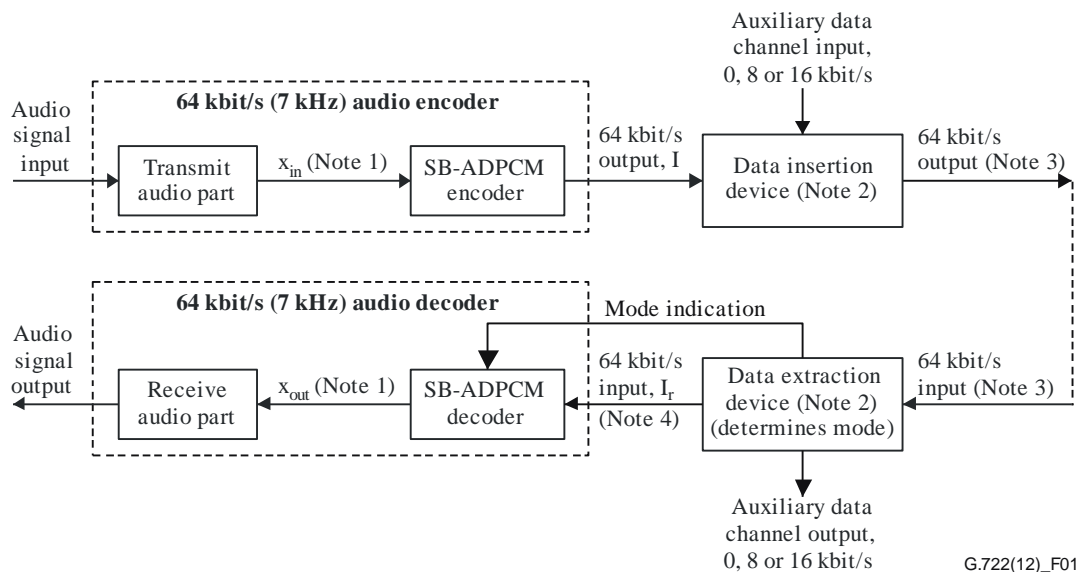 Auxiliary data
channel input,
0, 8 or 16 kbit/s
64 kbit/s (7 kHz) audio encoder
Audio
signal
input
Transmit
audio part
x_in (Note 1)
SB-ADPCM
encoder
64 kbit/s
output, I
Data insertion
device (Note 2)
64 kbit/s
output (Note 3)
64 kbit/s (7 kHz) audio decoder
Mode indication
Audio
signal
output
Receive
audio part
x_out (Note 1)
SB-ADPCM
decoder
64 kbit/s
input, I_r
(Note 4)
Data extraction
device (Note 2)
(determines mode)
64 kbit/s
input (Note 3)
Auxiliary data
channel output,
0, 8 or 16 kbit/s
G.722(12)_F01